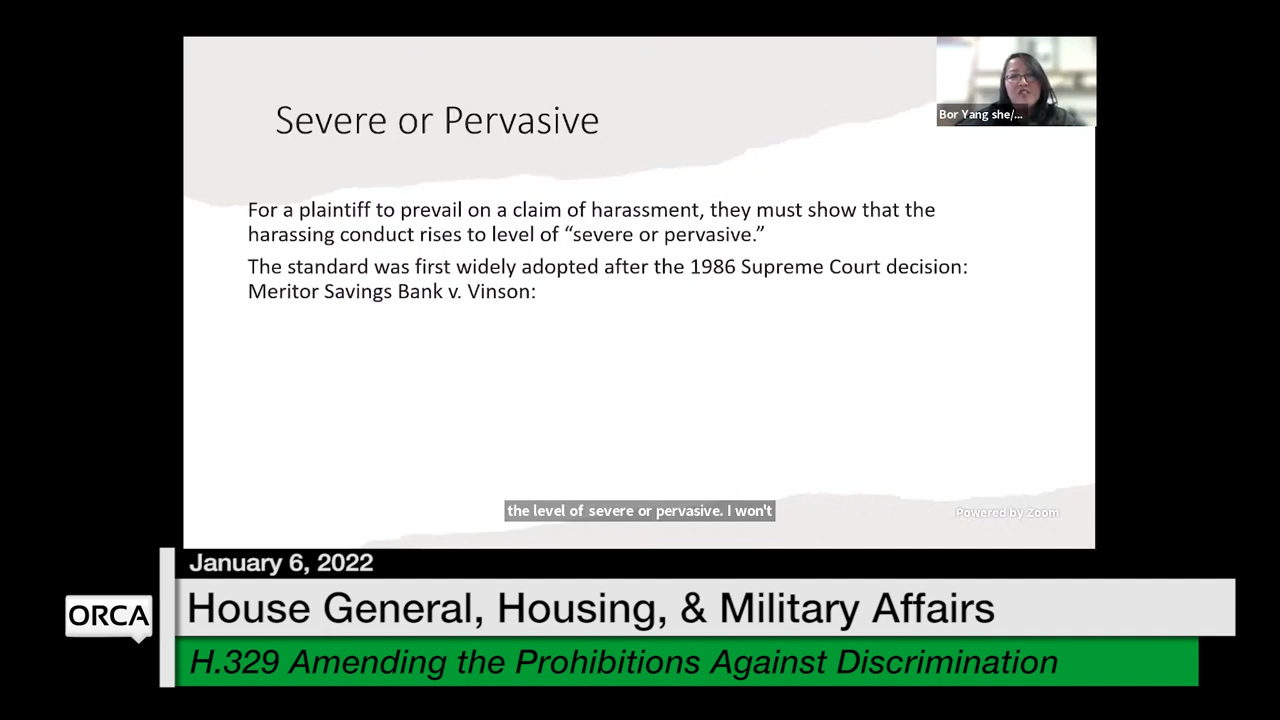 Severe or Pervasive
Bor Yang she/...
For a plaintiff to prevail on a claim of harassment, they must show that the
harassing conduct rises to level of “severe or pervasive.”
The standard was first widely adopted after the 1986 Supreme Court decision:
Meritor Savings Bank v. Vinson:
the level of severe or pervasive. I won't
Powered by Zoom
January 6, 2022
ORCA
House General, Housing, & Military Affairs
H.329 Amending the Prohibitions Against Discrimination